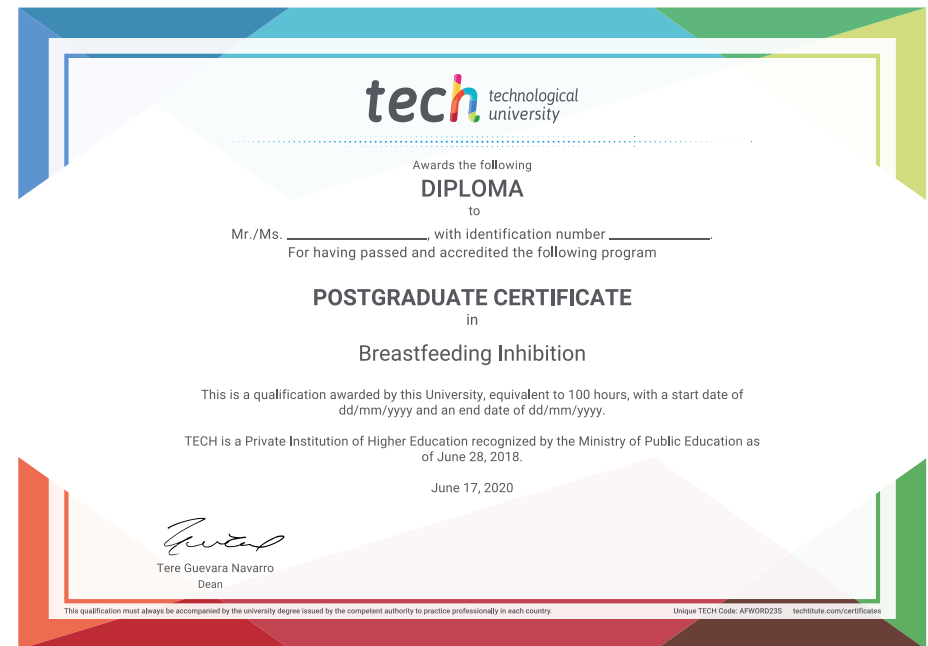 tech technological
university
Awards the following
DIPLOMA
to
Mr./Ms. ____________________, with identification number ______________.
For having passed and accredited the following program
POSTGRADUATE CERTIFICATE
in
Breastfeeding Inhibition
This is a qualification awarded by this University, equivalent to 100 hours, with a start date of
dd/mm/yyyy and an end date of dd/mm/yyyy.
TECH is a Private Institution of Higher Education recognized by the Ministry of Public Education as
of June 28, 2018.
June 17, 2020
Tere Guevara Navarro
Dean
This qualification must always be accompanied by the university degree issued by the competent authority to practice professionally in each country.
Unique TECH Code: AFWORD23S techtitute.com/certificates